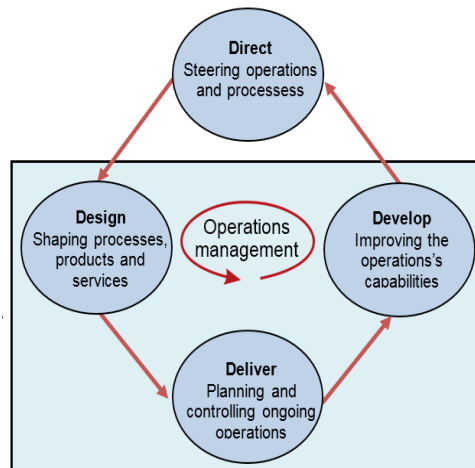 Direct
Steering operations
and processess
Design
Shaping processes,
products and
services
Operations
management
Develop
Improving the
operations's
capabilities
Deliver
Planning and
controlling ongoing
operations